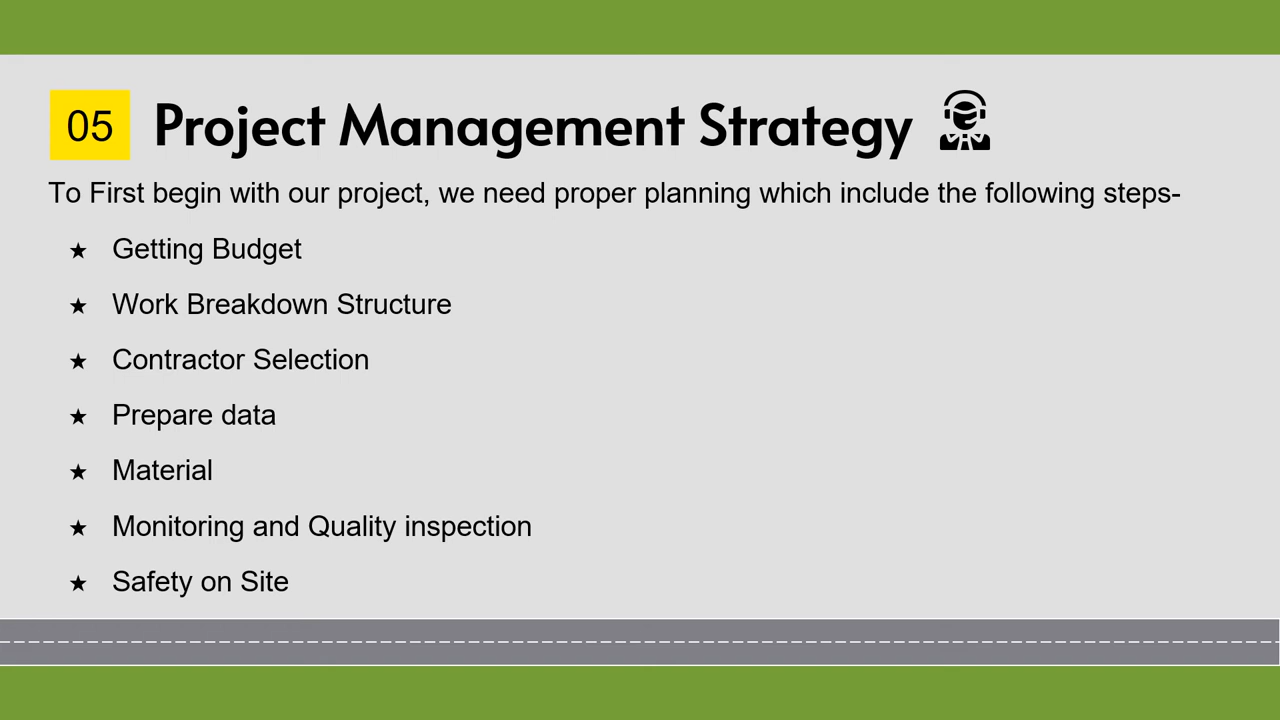 05 Project Management Strategy
To First begin with our project, we need proper planning which include the following steps-
★ Getting Budget
★ Work Breakdown Structure
★ Contractor Selection
★ Prepare data
★ Material
★ Monitoring and Quality inspection
★ Safety on Site